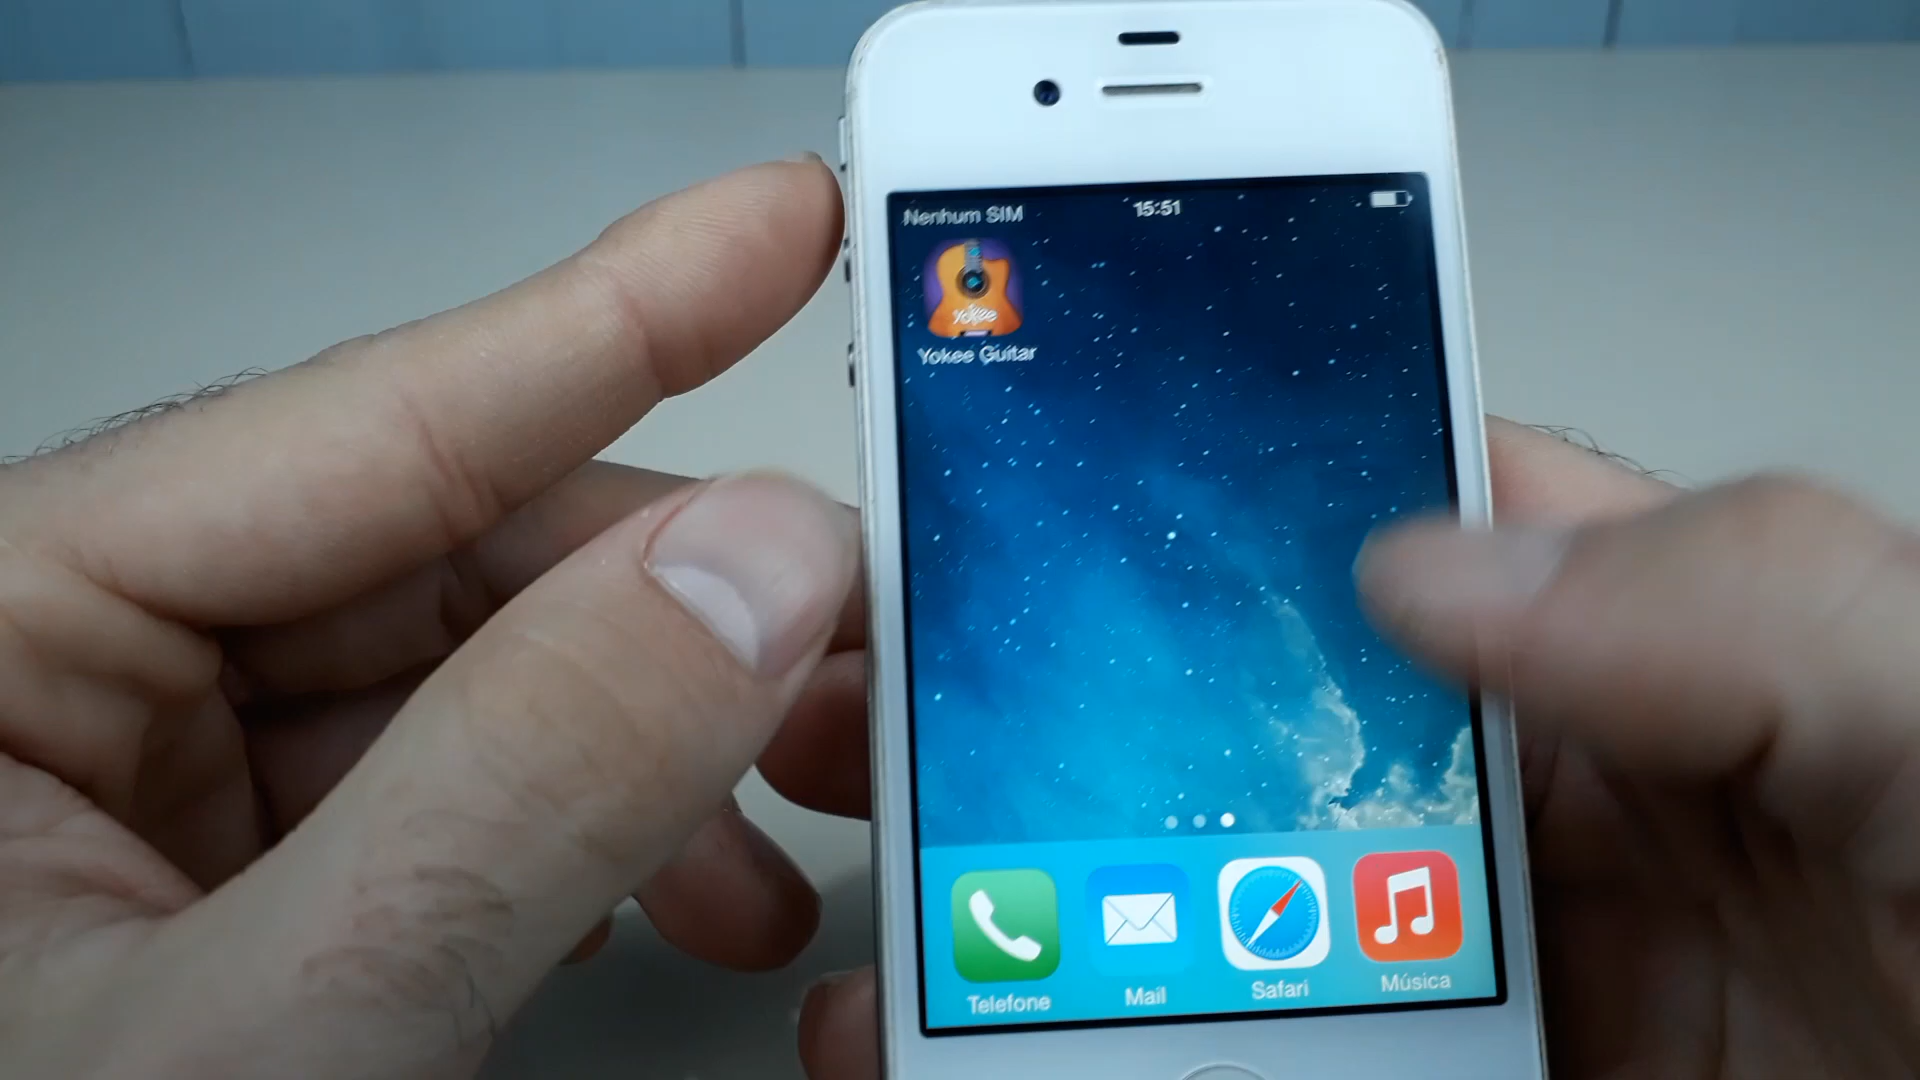 Nenhum SIM
15:51
Yokee
Yokee Guitar
Telefone
Mail
Safari
Música